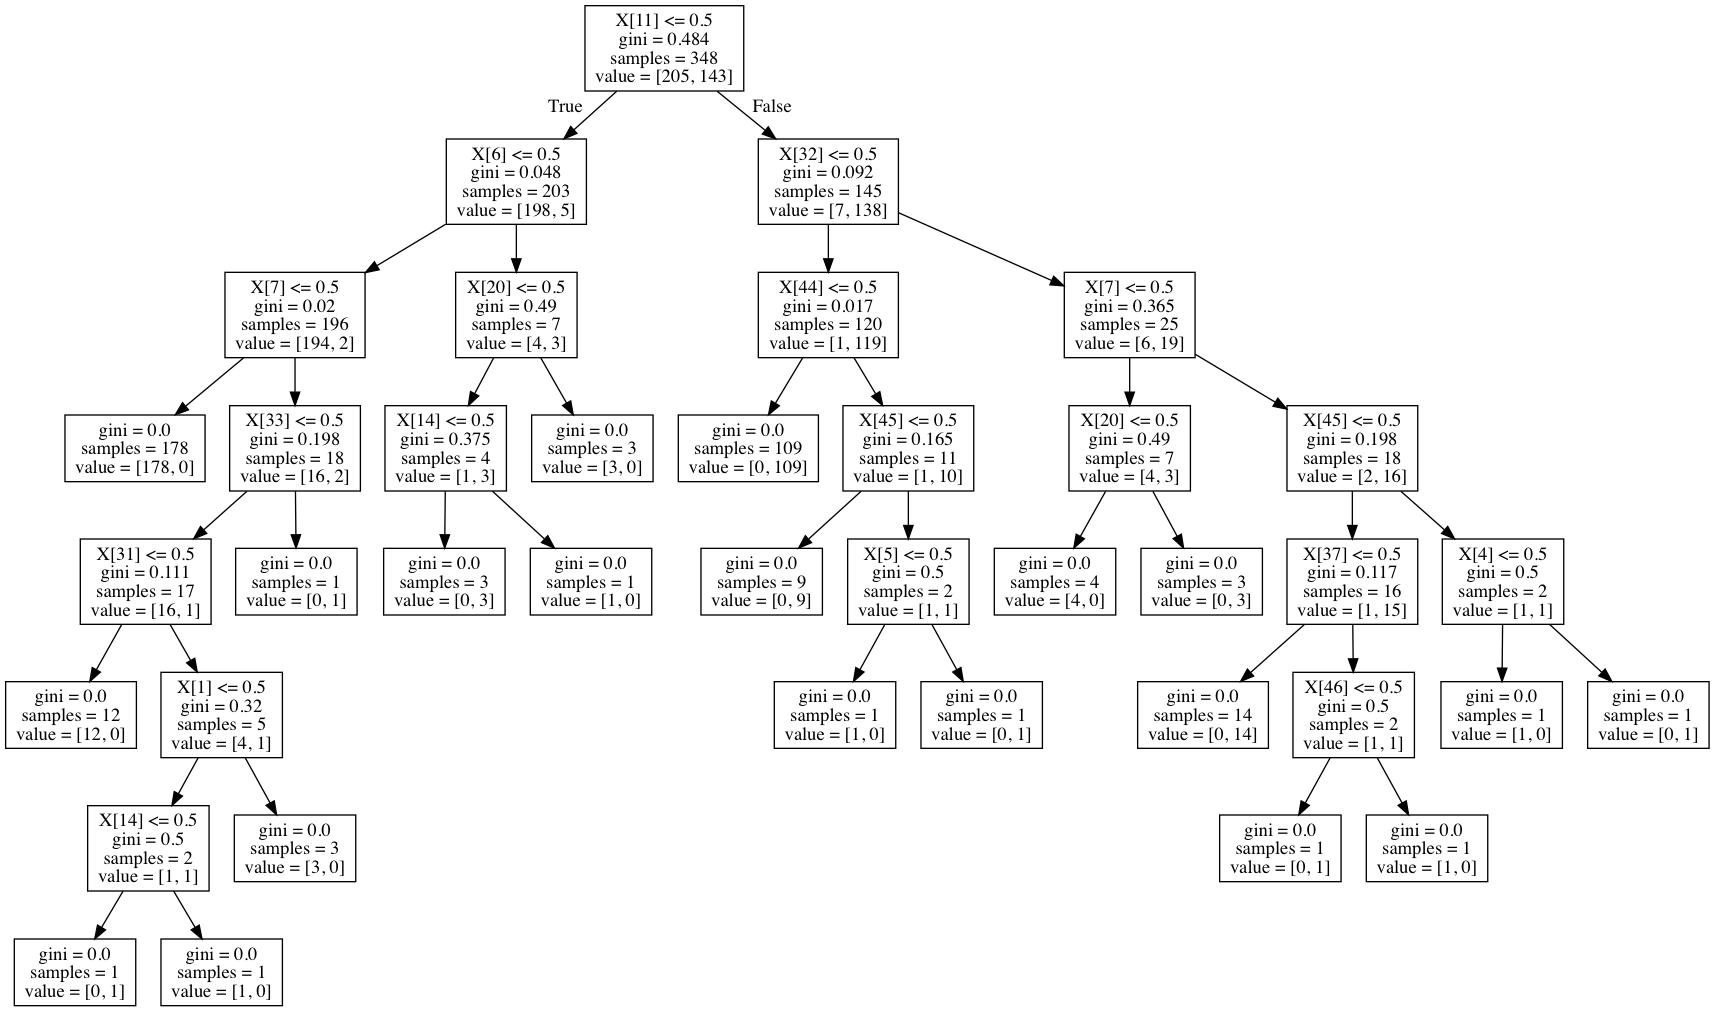 X[11] <= 0.5
gini = 0.484
samples = 348
value = [205, 143]
True
False
X[6] <= 0.5
gini = 0.048
samples = 203
value = [198, 5]
X[32] <= 0.5
gini = 0.092
samples = 145
value = [7, 138]
X[7] <= 0.5
gini = 0.02
samples = 196
value = [194, 2]
X[20] <= 0.5
gini = 0.49
samples = 7
value = [4, 3]
X[44] <= 0.5
gini = 0.017
samples = 120
value = [1, 119]
X[7] <= 0.5
gini = 0.365
samples = 25
value = [6, 19]
gini = 0.0
samples = 178
value = [178, 0]
X[33] <= 0.5
gini = 0.198
samples = 18
value = [16, 2]
X[14] <= 0.5
gini = 0.375
samples = 4
value = [1, 3]
gini = 0.0
samples = 3
value = [3, 0]
gini = 0.0
samples = 109
value = [0, 109]
X[45] <= 0.5
gini = 0.165
samples = 11
value = [1, 10]
X[20] <= 0.5
gini = 0.49
samples = 7
value = [4, 3]
X[45] <= 0.5
gini = 0.198
samples = 18
value = [2, 16]
X[31] <= 0.5
gini = 0.111
samples = 17
value = [16, 1]
gini = 0.0
samples = 1
value = [0, 1]
gini = 0.0
samples = 3
value = [0, 3]
gini = 0.0
samples = 1
value = [1, 0]
gini = 0.0
samples = 9
value = [0, 9]
X[5] <= 0.5
gini = 0.5
samples = 2
value = [1, 1]
gini = 0.0
samples = 4
value = [4, 0]
gini = 0.0
samples = 3
value = [0, 3]
X[37] <= 0.5
gini = 0.117
samples = 16
value = [1, 15]
X[4] <= 0.5
gini = 0.5
samples = 2
value = [1, 1]
gini = 0.0
samples = 12
value = [12, 0]
X[1] <= 0.5
gini = 0.32
samples = 5
value = [4, 1]
gini = 0.0
samples = 1
value = [1, 0]
gini = 0.0
samples = 1
value = [0, 1]
gini = 0.0
samples = 14
value = [0, 14]
X[46] <= 0.5
gini = 0.5
samples = 2
value = [1, 1]
gini = 0.0
samples = 1
value = [1, 0]
gini = 0.0
samples = 1
value = [0, 1]
X[14] <= 0.5
gini = 0.5
samples = 2
value = [1, 1]
gini = 0.0
samples = 3
value = [3, 0]
gini = 0.0
samples = 1
value = [0, 1]
gini = 0.0
samples = 1
value = [1, 0]
gini = 0.0
samples = 1
value = [0, 1]
gini = 0.0
samples = 1
value = [1, 0]